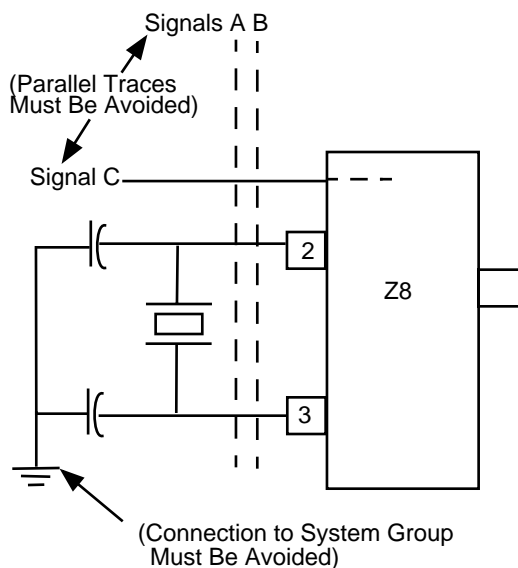 Signals A B
(Parallel Traces
Must Be Avoided)
Signal C
2
Z8
3
(Connection to System Group
Must Be Avoided)